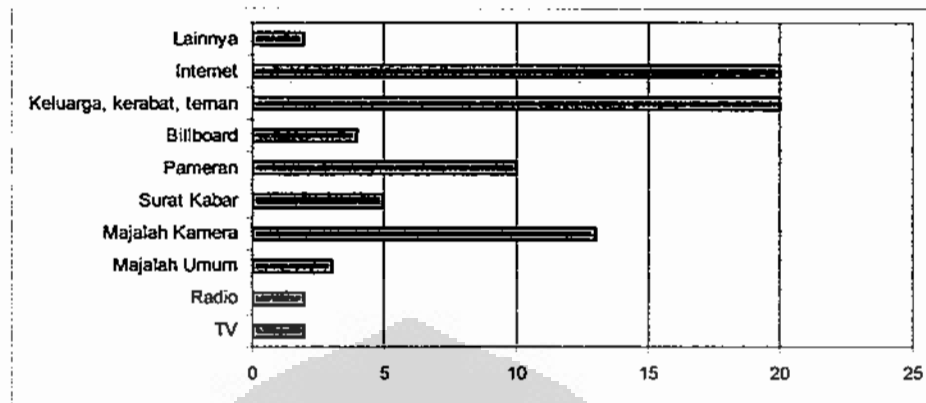 Lainnya
Internet
Keluarga, kerabat, teman
Billboard
Pameran
Surat Kabar
Majalah Kamera
Majalah Umum
Radio
TV
0 5 10 15 20 25